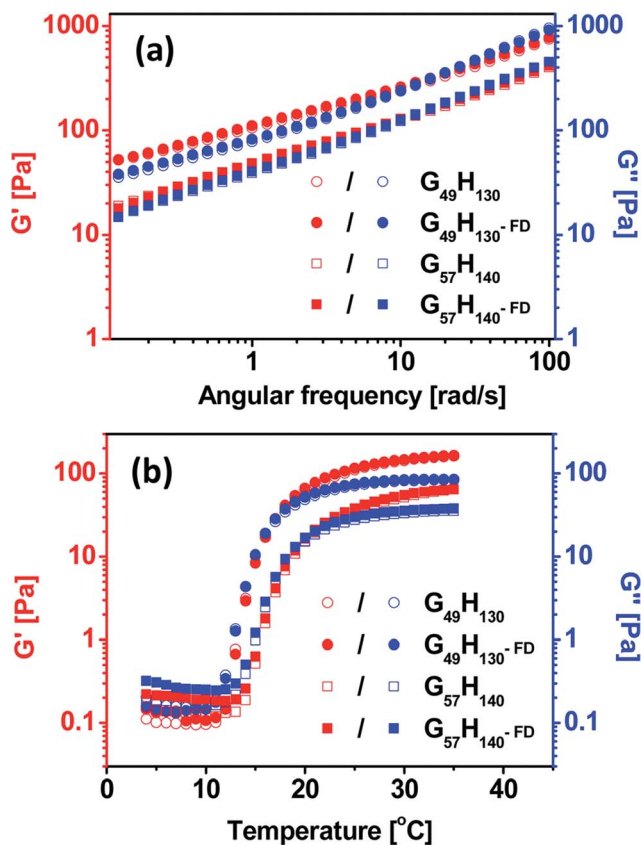 (a)
1000
100
10
1
G' [Pa]
1000
100
10
1
G'' [Pa]
/ G49H130
/ G49H130-FD
/ G57H140
/ G57H140-FD
1 10 100
Angular frequency [rad/s]
(b)
100
10
1
0.1
G' [Pa]
100
10
1
0.1
G'' [Pa]
/ G49H130
/ G49H130-FD
/ G57H140
/ G57H140-FD
0 10 20 30 40
Temperature [°C]